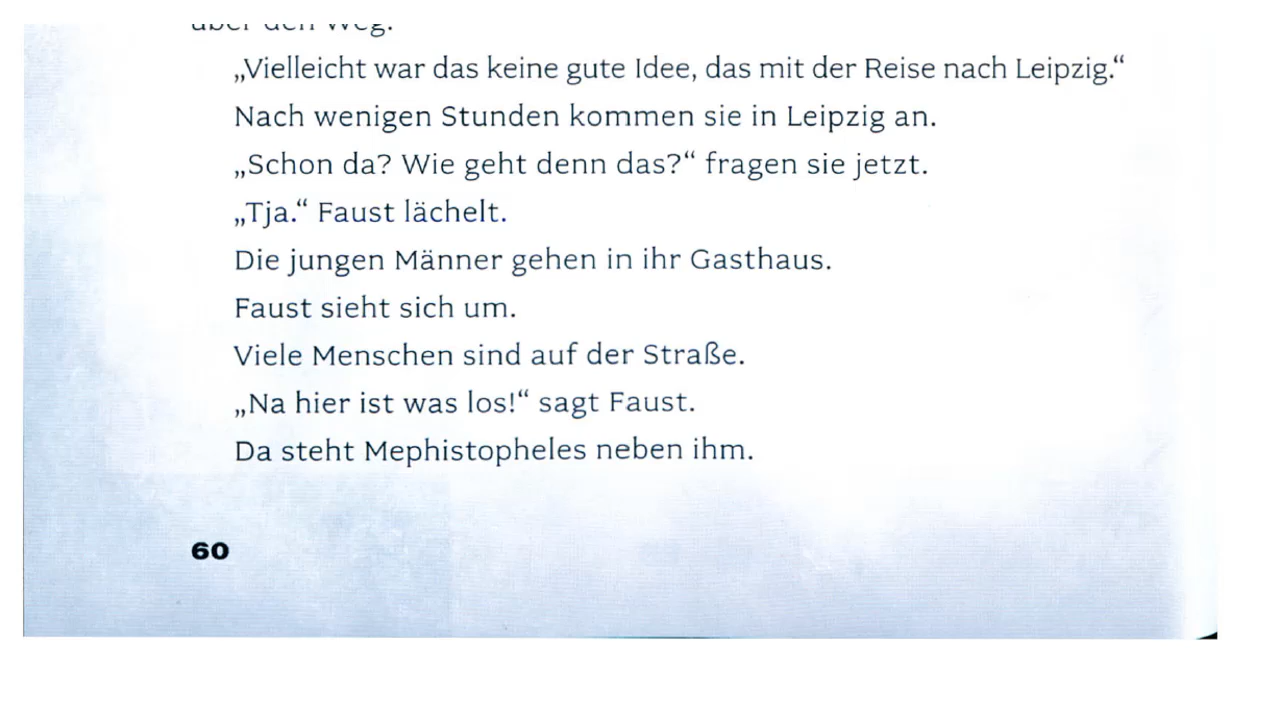 über den Weg.
„Vielleicht war das keine gute Idee, das mit der Reise nach Leipzig.“
Nach wenigen Stunden kommen sie in Leipzig an.
„Schon da? Wie geht denn das?“ fragen sie jetzt.
„Tja.“ Faust lächelt.
Die jungen Männer gehen in ihr Gasthaus.
Faust sieht sich um.
Viele Menschen sind auf der Straße.
„Na hier ist was los!“ sagt Faust.
Da steht Mephistopheles neben ihm.
60